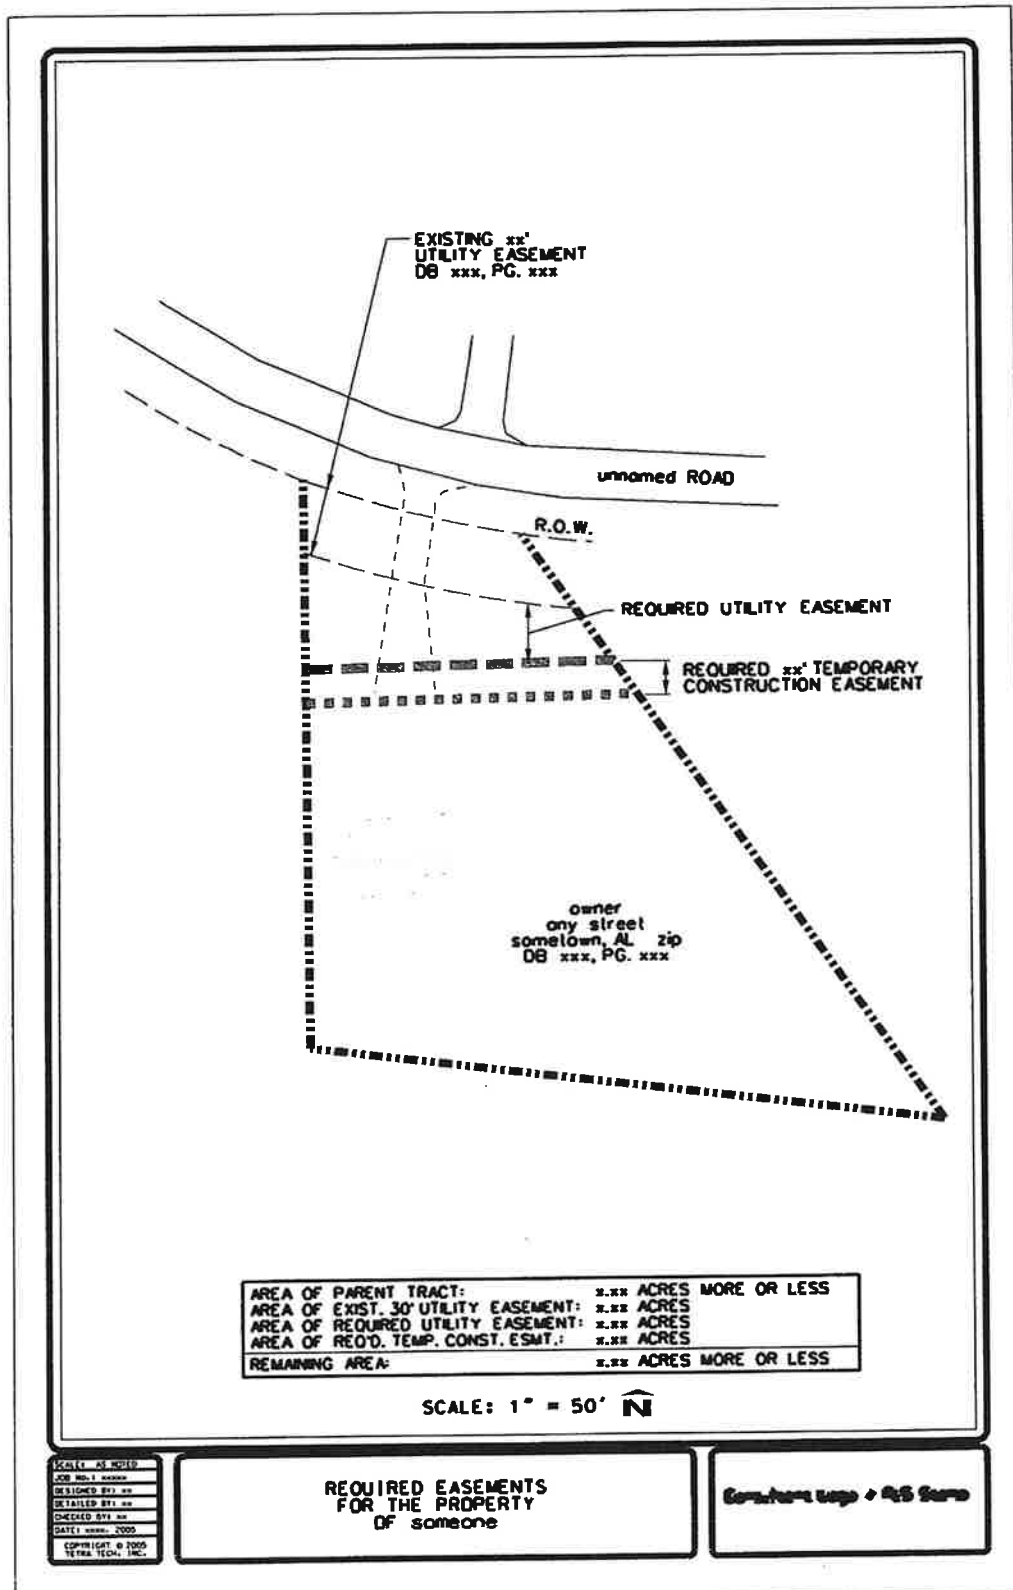 EXISTING xx'
UTILITY EASEMENT
DB xxx, PG. xxx
unnamed ROAD
R.O.W.
REQUIRED UTILITY EASEMENT
REQUIRED xx' TEMPORARY
CONSTRUCTION EASEMENT
owner
any street
sometown, AL zip
DB xxx, PG. xxx
AREA OF PARENT TRACT: x.xx ACRES MORE OR LESS
AREA OF EXIST. 30' UTILITY EASEMENT: x.xx ACRES
AREA OF REQUIRED UTILITY EASEMENT: x.xx ACRES
AREA OF REQ'D. TEMP. CONST. ESMT.: x.xx ACRES
REMAINING AREA: x.xx ACRES MORE OR LESS
SCALE: 1" = 50' N
SCALE: AS NOTED
JOB No.: xxxxx
DESIGNED BY: xx
DETAILED BY: xx
CHECKED BY: xx
DATE: xxxx, 2005
COPYRIGHT © 2005
TETRA TECH, INC.
REQUIRED EASEMENTS
FOR THE PROPERTY
OF someone